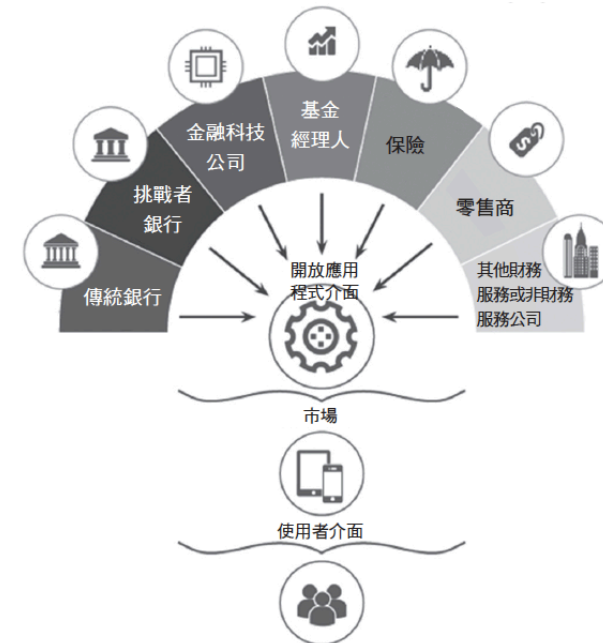 傳統銀行
挑戰者
銀行
金融科技
公司
基金
經理人
保險
零售商
其他財務
服務或非財務
服務公司
開放應用
程式介面
市場
使用者介面